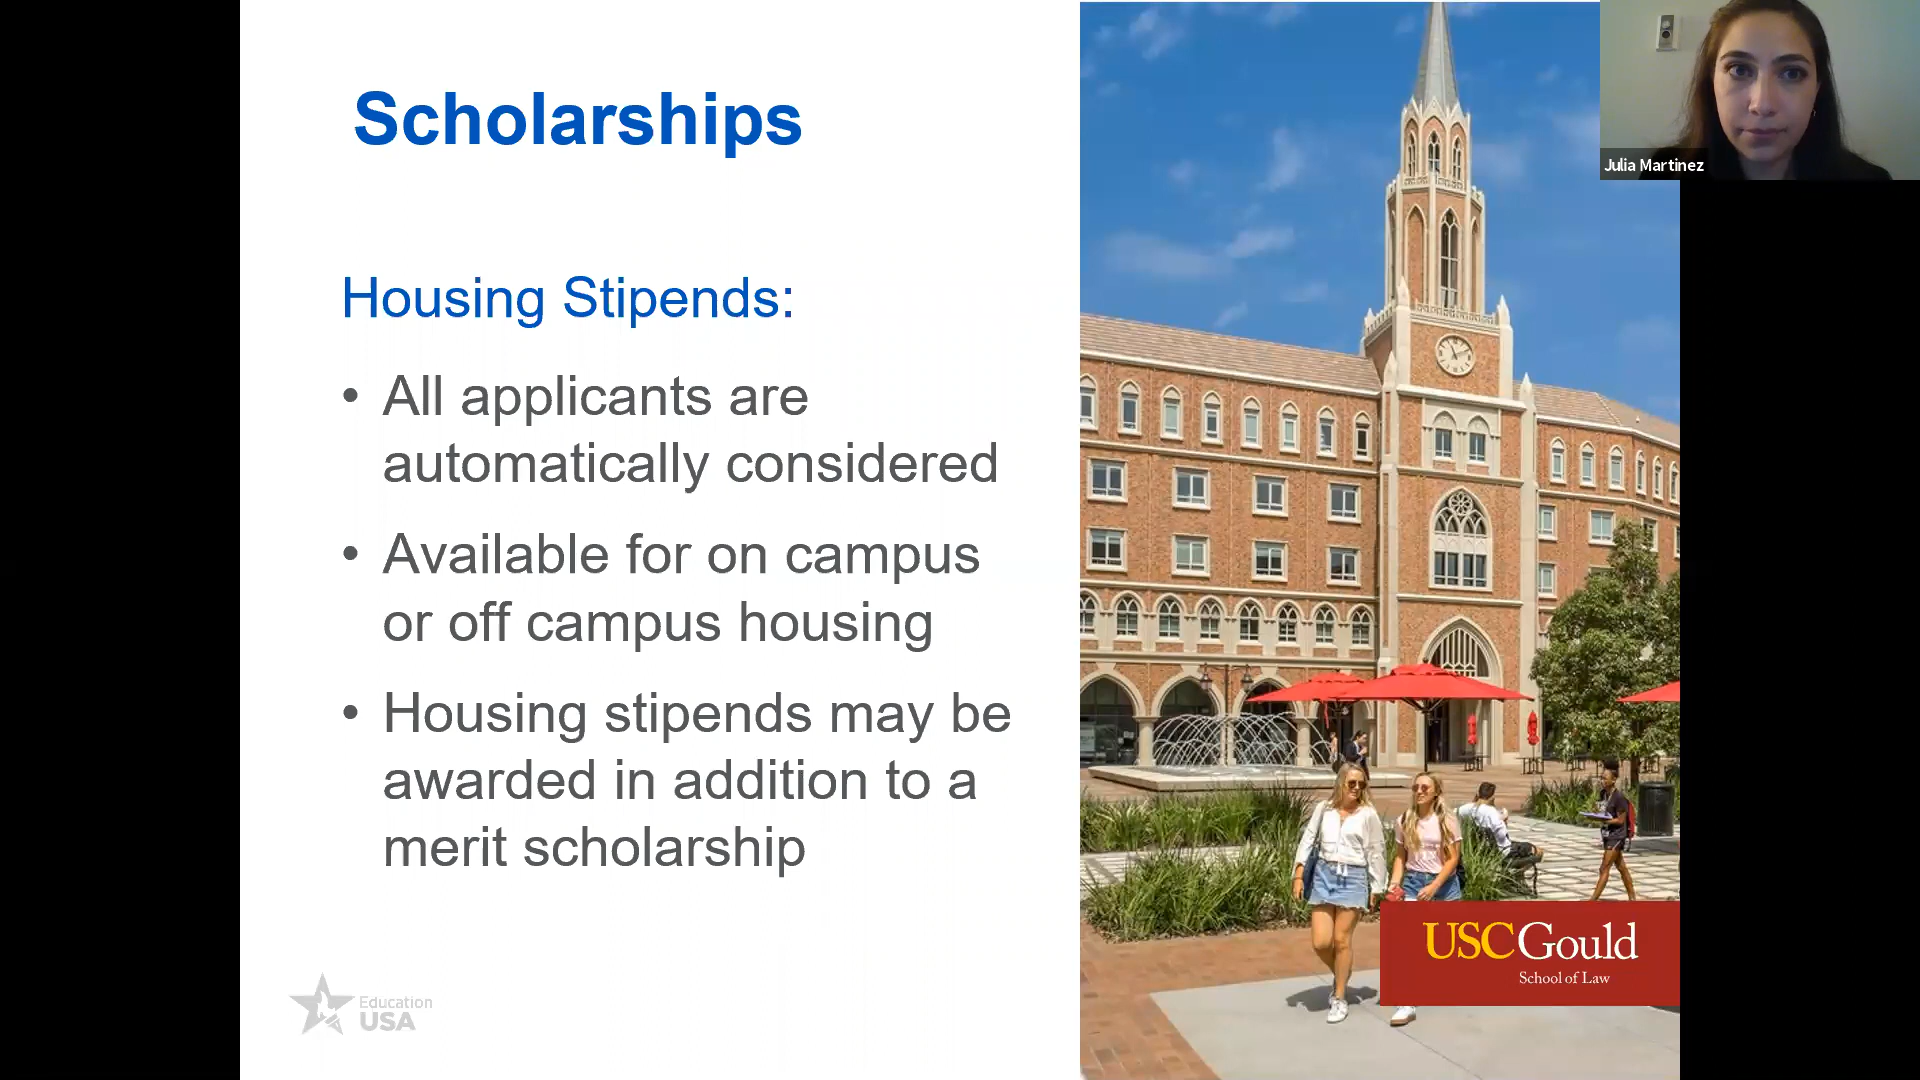 Scholarships
Housing Stipends:
• All applicants are
automatically considered
• Available for on campus
or off campus housing
• Housing stipends may be
awarded in addition to a
merit scholarship
Education
USA
Julia Martinez
USC Gould
School of Law